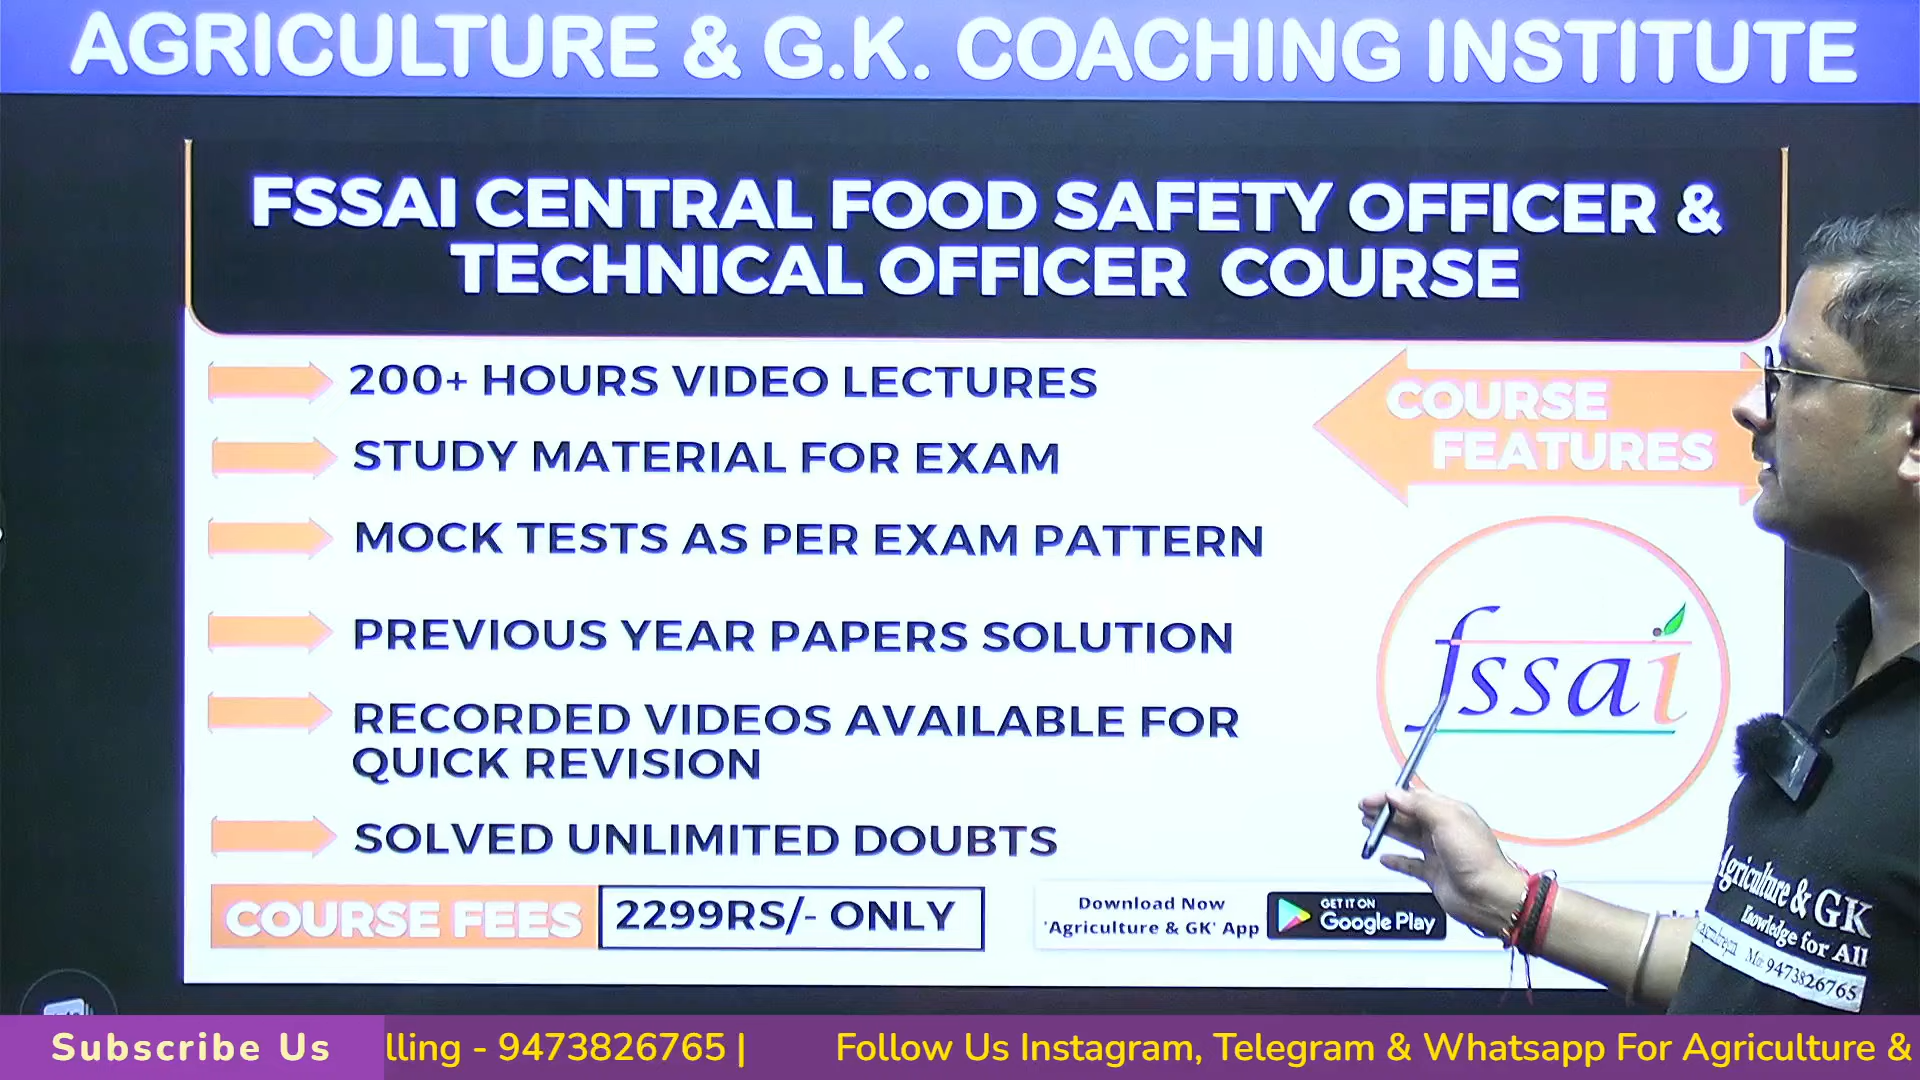 AGRICULTURE & G.K. COACHING INSTITUTE
FSSAI CENTRAL FOOD SAFETY OFFICER &
TECHNICAL OFFICER COURSE
200+ HOURS VIDEO LECTURES
STUDY MATERIAL FOR EXAM
MOCK TESTS AS PER EXAM PATTERN
PREVIOUS YEAR PAPERS SOLUTION
RECORDED VIDEOS AVAILABLE FOR
QUICK REVISION
SOLVED UNLIMITED DOUBTS
COURSE FEES
2299RS/- ONLY
COURSE
FEATURES
fssai
Download Now
'Agriculture & GK' App
GET IT ON
Google Play
Agriculture & GK
Knowledge for All
Mo: 9473826765
Subscribe Us
lling - 9473826765 |
Follow Us Instagram, Telegram & Whatsapp For Agriculture &